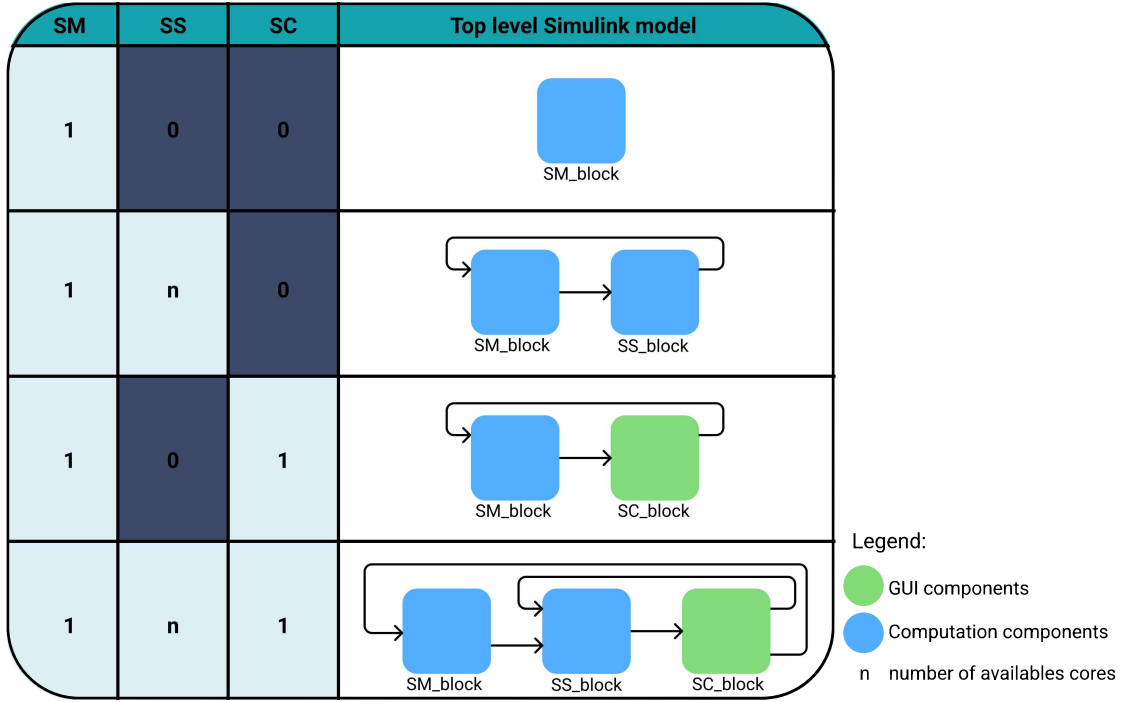 SM SS SC Top level Simulink model
1 0 0
SM_block
1 n 0
SM_block SS_block
1 0 1
SM_block SC_block
1 n 1
SM_block SS_block SC_block
Legend:
GUI components
Computation components
n number of availables cores